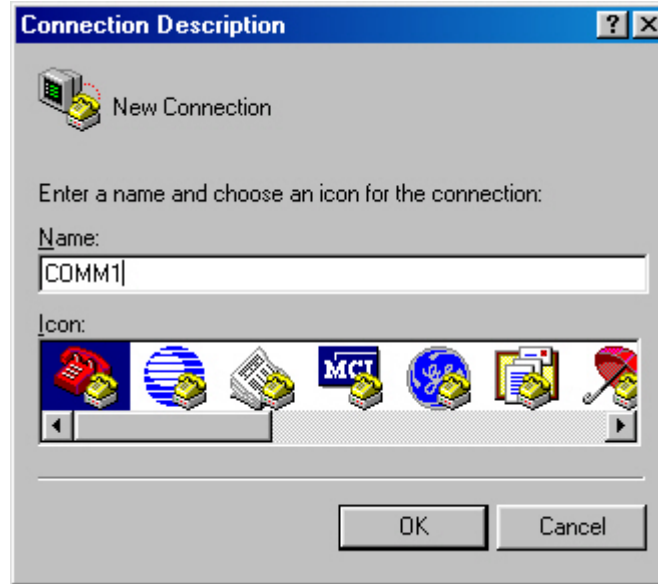 Connection Description
New Connection
Enter a name and choose an icon for the connection:
Name:
COMM1
Icon:
MCI
OK Cancel